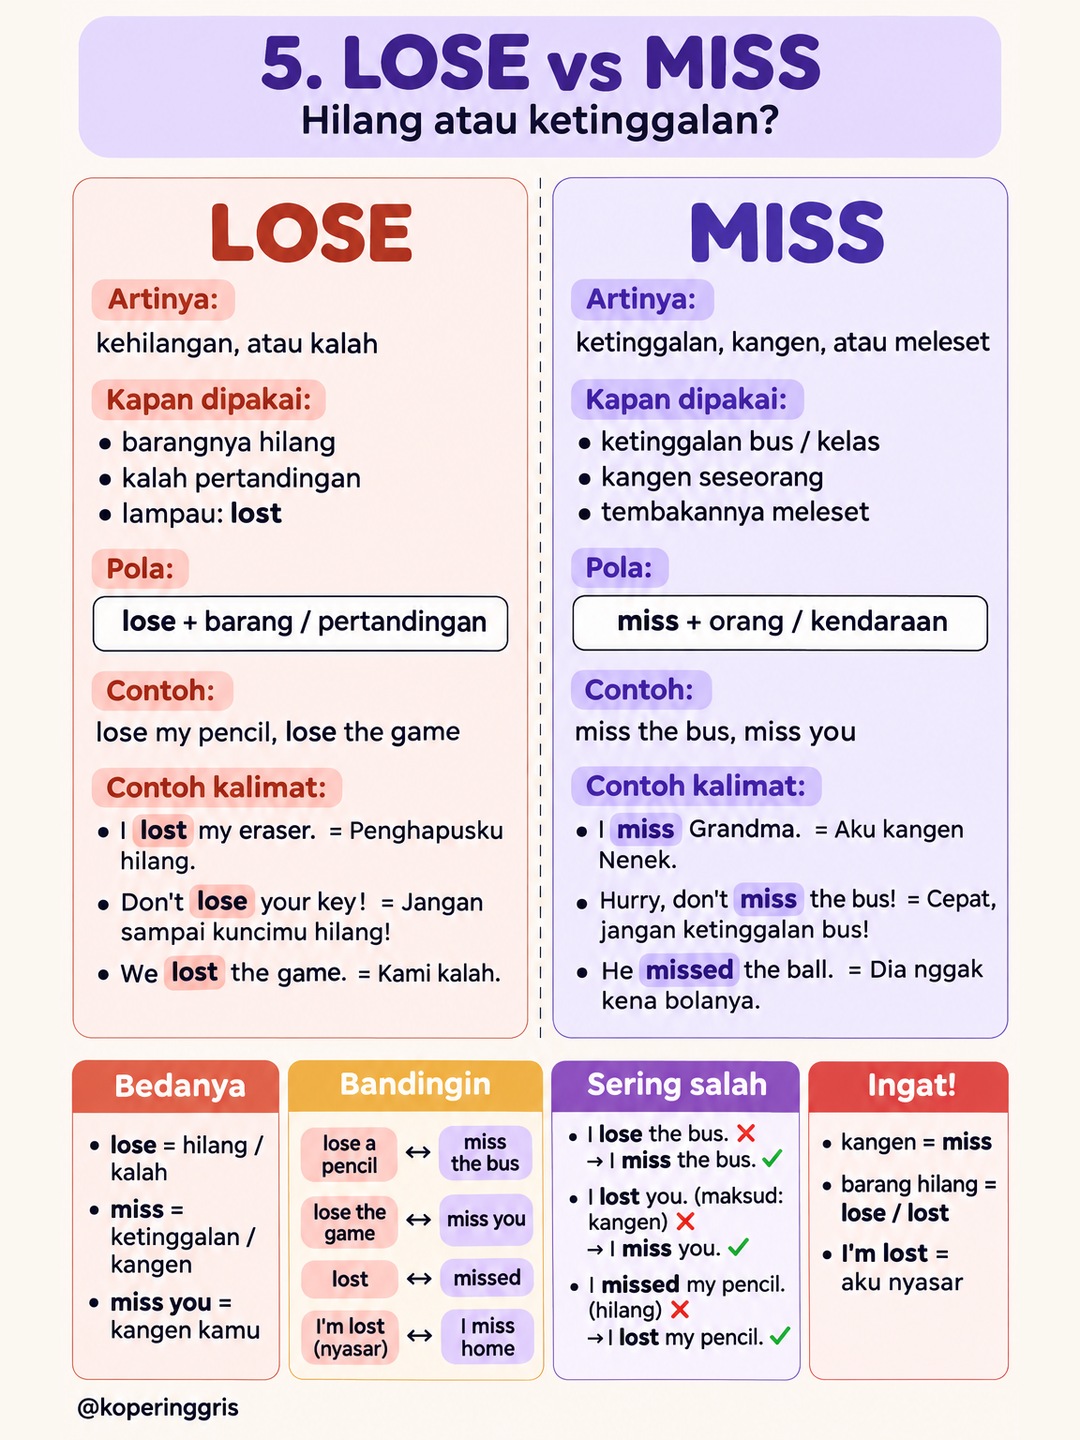 5. LOSE vs MISS
Hilang atau ketinggalan?
LOSE
Artinya:
kehilangan, atau kalah
Kapan dipakai:
• barangnya hilang
• kalah pertandingan
• lampau: lost
Pola:
lose + barang / pertandingan
Contoh:
lose my pencil, lose the game
Contoh kalimat:
• I lost my eraser. = Penghapusku
hilang.
• Don't lose your key! = Jangan
sampai kuncimu hilang!
• We lost the game. = Kami kalah.
MISS
Artinya:
ketinggalan, kangen, atau meleset
Kapan dipakai:
• ketinggalan bus / kelas
• kangen seseorang
• tembakannya meleset
Pola:
miss + orang / kendaraan
Contoh:
miss the bus, miss you
Contoh kalimat:
• I miss Grandma. = Aku kangen
Nenek.
• Hurry, don't miss the bus! = Cepat,
jangan ketinggalan bus!
• He missed the ball. = Dia nggak
kena bolanya.
Bedanya
• lose = hilang /
kalah
• miss =
ketinggalan /
kangen
• miss you =
kangen kamu
Bandingin
lose a
pencil
↔
miss
the bus
lose the
game
↔
miss you
lost ↔ missed
I'm lost
(nyasar)
↔
I miss
home
Sering salah
• I lose the bus. ❌
→ I miss the bus. ✓
• I lost you. (maksud:
kangen) ❌
→ I miss you. ✓
• I missed my pencil.
(hilang) ❌
→ I lost my pencil. ✓
Ingat!
• kangen = miss
• barang hilang =
lose / lost
• I'm lost =
aku nyasar
@koperinggris